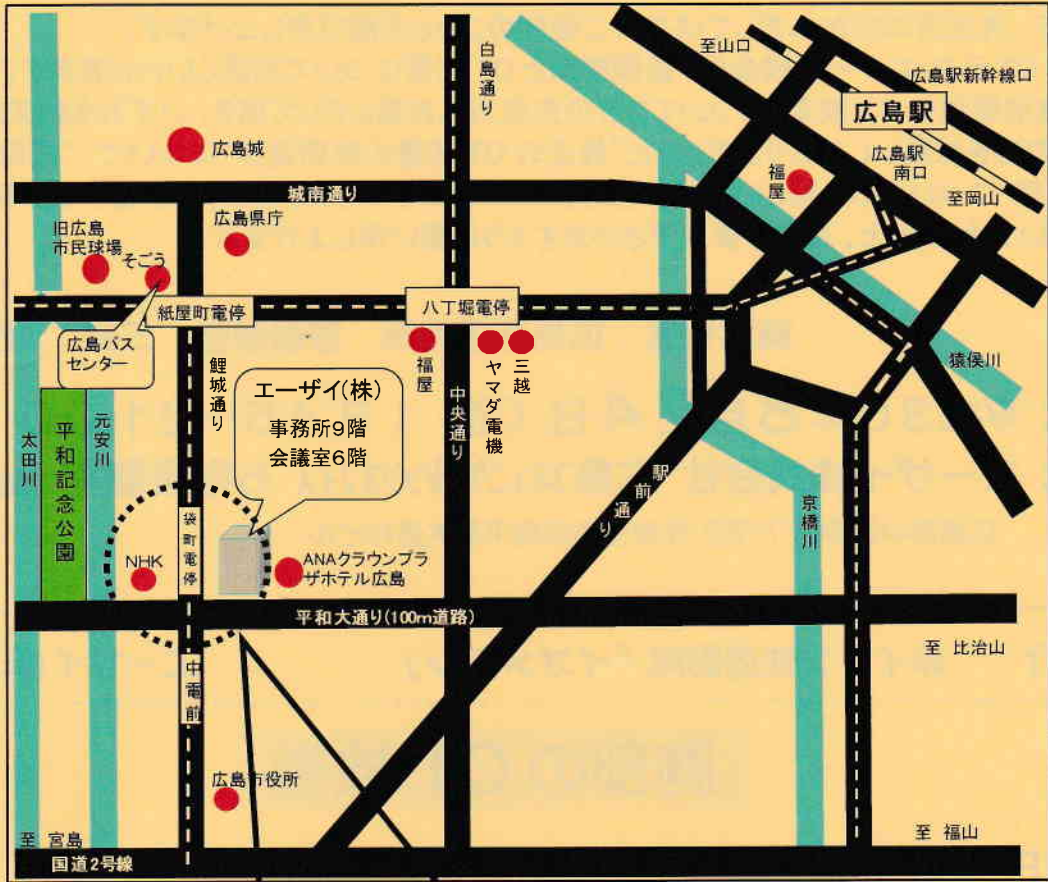 至山口
広島駅新幹線口
広島駅
広島駅
南口
至岡山
白島通り
広島城
福屋
城南通り
旧広島
市民球場
そごう
広島県庁
紙屋町電停
八丁堀電停
広島バス
センター
鯉城通り
福屋
ヤマダ電機
三越
猿侯川
エーザイ(株)
事務所9階
会議室6階
中央通り
太田川
平和記念公園
元安川
袋町電停
駅前通り
京橋川
NHK
ANAクラウンプラ
ザホテル広島
平和大通り(100m道路)
至 比治山
中電前
広島市役所
至 宮島
至 福山
国道2号線